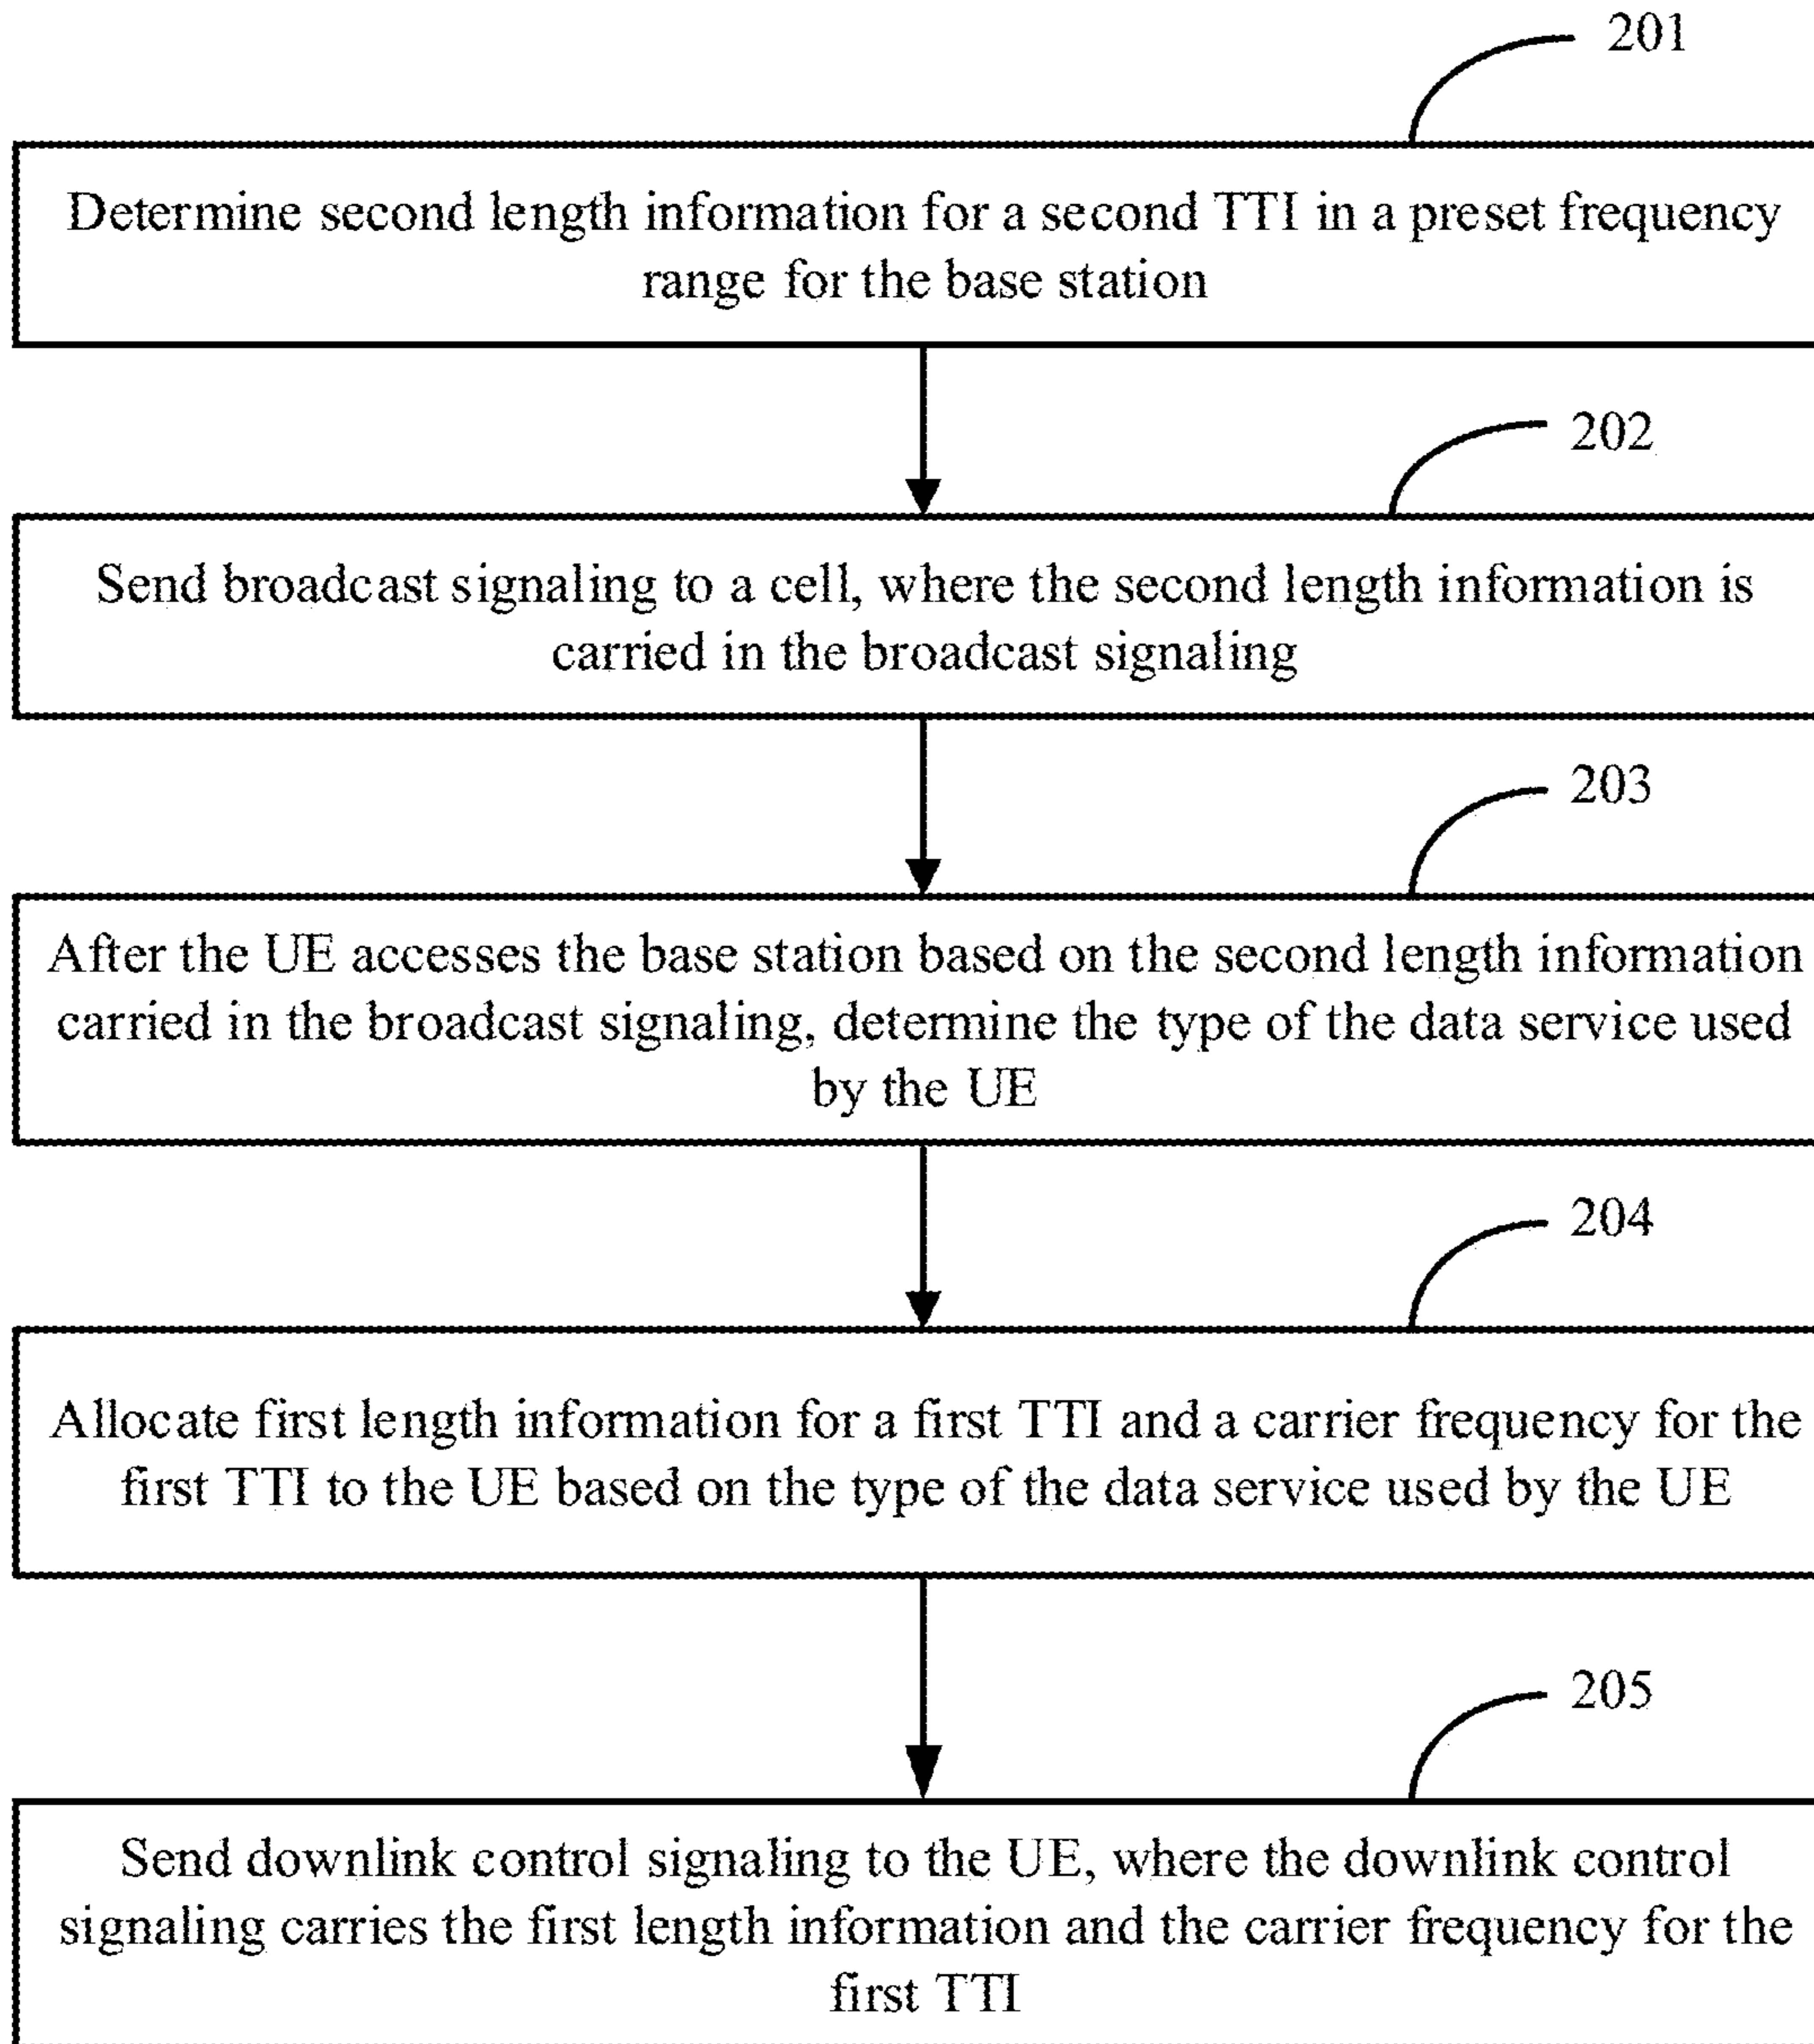 201
Determine second length information for a second TTI in a preset frequency
range for the base station
202
Send broadcast signaling to a cell, where the second length information is
carried in the broadcast signaling
203
After the UE accesses the base station based on the second length information
carried in the broadcast signaling, determine the type of the data service used
by the UE
204
Allocate first length information for a first TTI and a carrier frequency for the
first TTI to the UE based on the type of the data service used by the UE
205
Send downlink control signaling to the UE, where the downlink control
signaling carries the first length information and the carrier frequency for the
first TTI